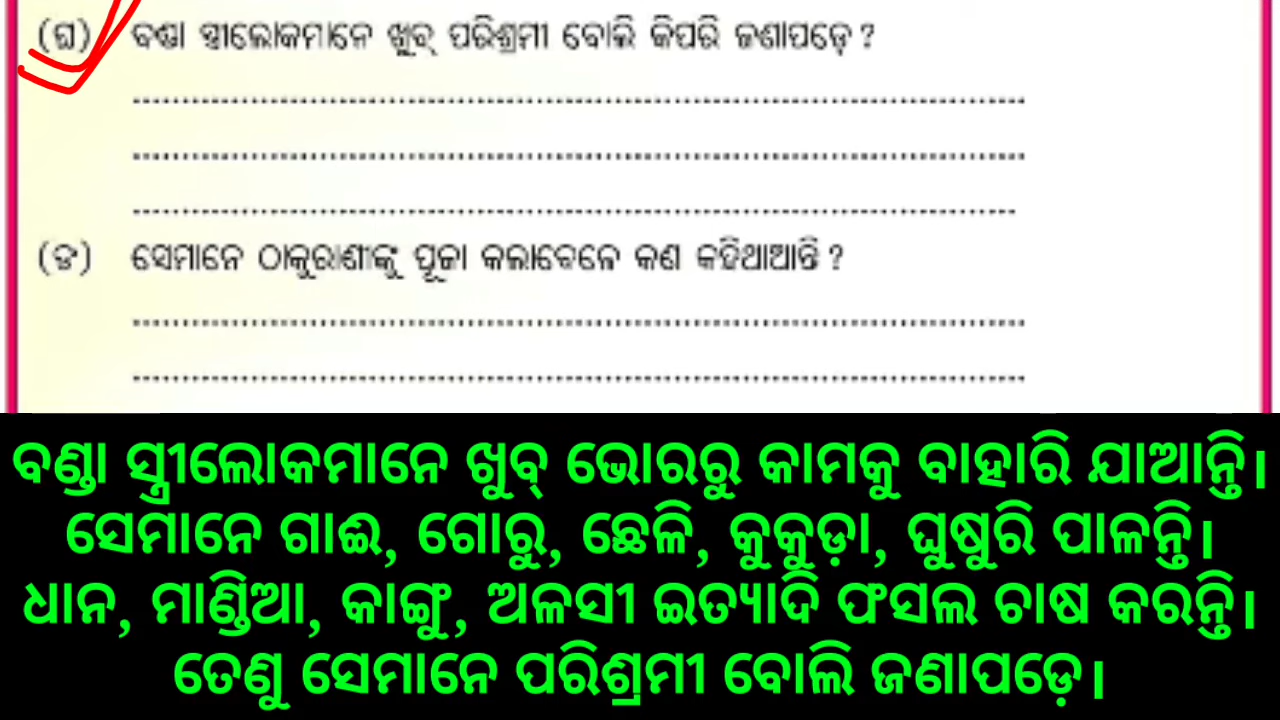 (ଘ) ବଣ୍ଡା ସ୍ତ୍ରୀଲୋକମାନେ ଖୁବ୍ ପରିଶ୍ରମୀ ବୋଲି କିପରି ଜଣାପଡ଼େ ?
(ଙ) ସେମାନେ ଠାକୁରାଣୀଙ୍କୁ ପୂଜା କଲାବେଳେ କଣ କହିଥାଆନ୍ତି ?
ବଣ୍ଡା ସ୍ତ୍ରୀଲୋକମାନେ ଖୁବ୍ ଭୋରରୁ କାମକୁ ବାହାରି ଯାଆନ୍ତି।
ସେମାନେ ଗାଈ, ଗୋରୁ, ଛେଳି, କୁକୁଡ଼ା, ଘୁଷୁରି ପାଳନ୍ତି।
ଧାନ, ମାଣ୍ଡିଆ, କାଙ୍ଗୁ, ଅଳସୀ ଇତ୍ୟାଦି ଫସଲ ଚାଷ କରନ୍ତି।
ତେଣୁ ସେମାନେ ପରିଶ୍ରମୀ ବୋଲି ଜଣାପଡ଼େ।